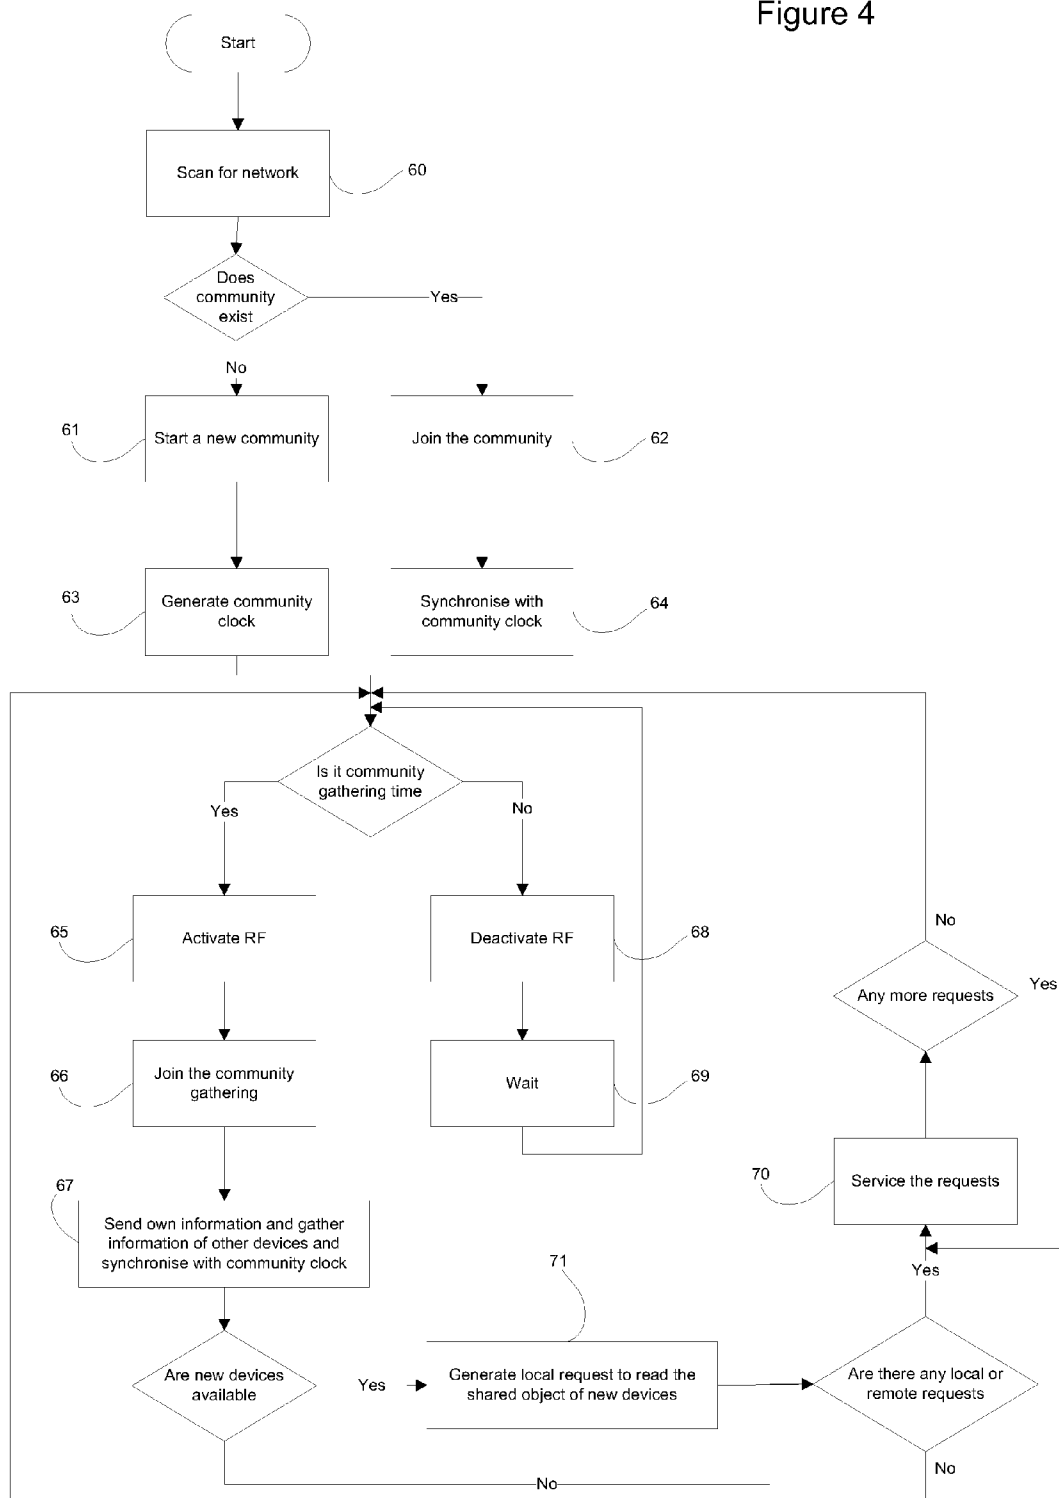 Figure 4
Start
Scan for network
60
Does
community
exist
Yes
No
61
Start a new community
Join the community
62
63
Generate community
clock
Synchronise with
community clock
64
Is it community
gathering time
Yes
No
65
Activate RF
Deactivate RF
68
No
Any more requests
Yes
66
Join the community
gathering
Wait
69
70
Service the requests
67
Send own information and gather
information of other devices and
synchronise with community clock
Yes
71
Are new devices
available
Yes
Generate local request to read the
shared object of new devices
Are there any local or
remote requests
No
No